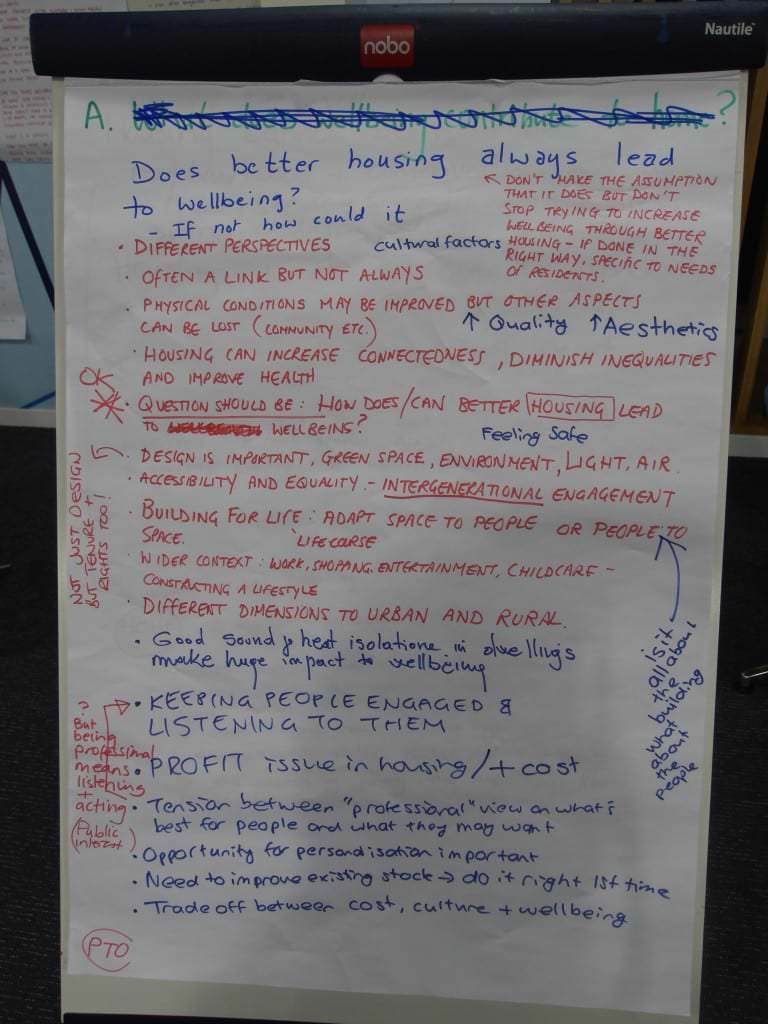 nobo
Nautile
A. ?
Does better housing always lead
to wellbeing?
- If not how could it
← DON'T MAKE THE ASSUMPTION
THAT IT DOES BUT DON'T
STOP TRYING TO INCREASE
WELLBEING THROUGH BETTER
HOUSING - IF DONE IN THE
RIGHT WAY, SPECIFIC TO NEEDS
OF RESIDENTS.
• DIFFERENT PERSPECTIVES
cultural factors
• OFTEN A LINK BUT NOT ALWAYS
• PHYSICAL CONDITIONS MAY BE IMPROVED BUT OTHER ASPECTS
CAN BE LOST (COMMUNITY ETC.)
↑ Quality ↑ Aesthetics
• HOUSING CAN INCREASE CONNECTEDNESS, DIMINISH INEQUALITIES
AND IMPROVE HEALTH
OK
• QUESTION SHOULD BE: HOW DOES/CAN BETTER HOUSING LEAD
TO WELLBEINS?
Feeling Safe
• DESIGN IS IMPORTANT, GREEN SPACE, ENVIRONMENT, LIGHT, AIR.
NOT JUST DESIGN
BUT TENURE +
RIGHTS TOO!
• ACCESSIBILITY AND EQUALITY - INTERGENERATIONAL ENGAGEMENT
• BUILDING FOR LIFE: ADAPT SPACE TO PEOPLE OR PEOPLE TO
SPACE.
LIFE COURSE
• WIDER CONTEXT: WORK, SHOPPING, ENTERTAINMENT, CHILDCARE -
CONSTRUCTING A LIFESTYLE
• DIFFERENT DIMENSIONS TO URBAN AND RURAL.
• Good sound & heat isolatione in dwellings
make huge impact to wellbeing
Is it
all about
the
building
what
about
the
people
• KEEPING PEOPLE ENGAGED &
LISTENING TO THEM
?
But
being
professional
means
listening
+
acting
(Public
interest)
• PROFIT issue in housing/+ cost
• Tension between "professional" view on what's
best for people and what they may want
• Opportunity for personalisation important
• Need to improve existing stock → do it right 1st time
• Trade off between cost, culture + wellbeing
PTO